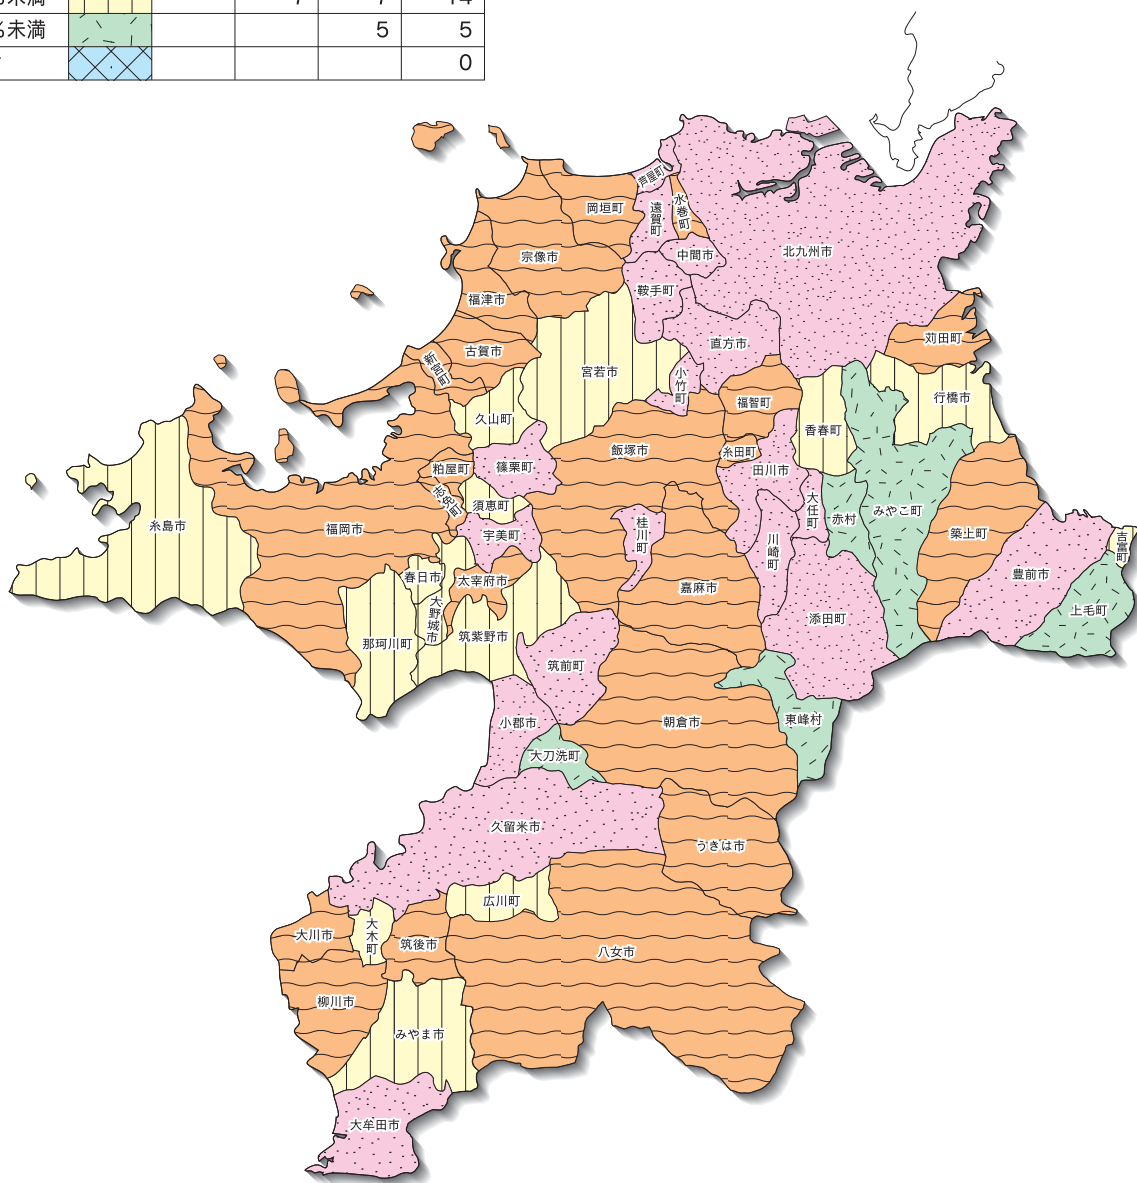 未満 7 7 14
％未満 5 5
0
芦屋町
岡垣町
遠賀町
水巻町
北九州市
中間市
宗像市
鞍手町
福津市
苅田町
直方市
古賀市
新宮町
宮若市
小竹町
行橋市
福智町
久山町
香春町
飯塚市
糸田町
粕屋町
篠栗町
田川市
志免町
須恵町
大任町
赤村
みやこ町
糸島市
福岡市
宇美町
桂川町
川崎町
築上町
吉富町
春日市
太宰府市
嘉麻市
豊前市
大野城市
上毛町
添田町
那珂川町
筑紫野市
筑前町
小郡市
朝倉市
東峰村
大刀洗町
久留米市
うきは市
広川町
大川市
大木町
筑後市
八女市
柳川市
みやま市
大牟田市